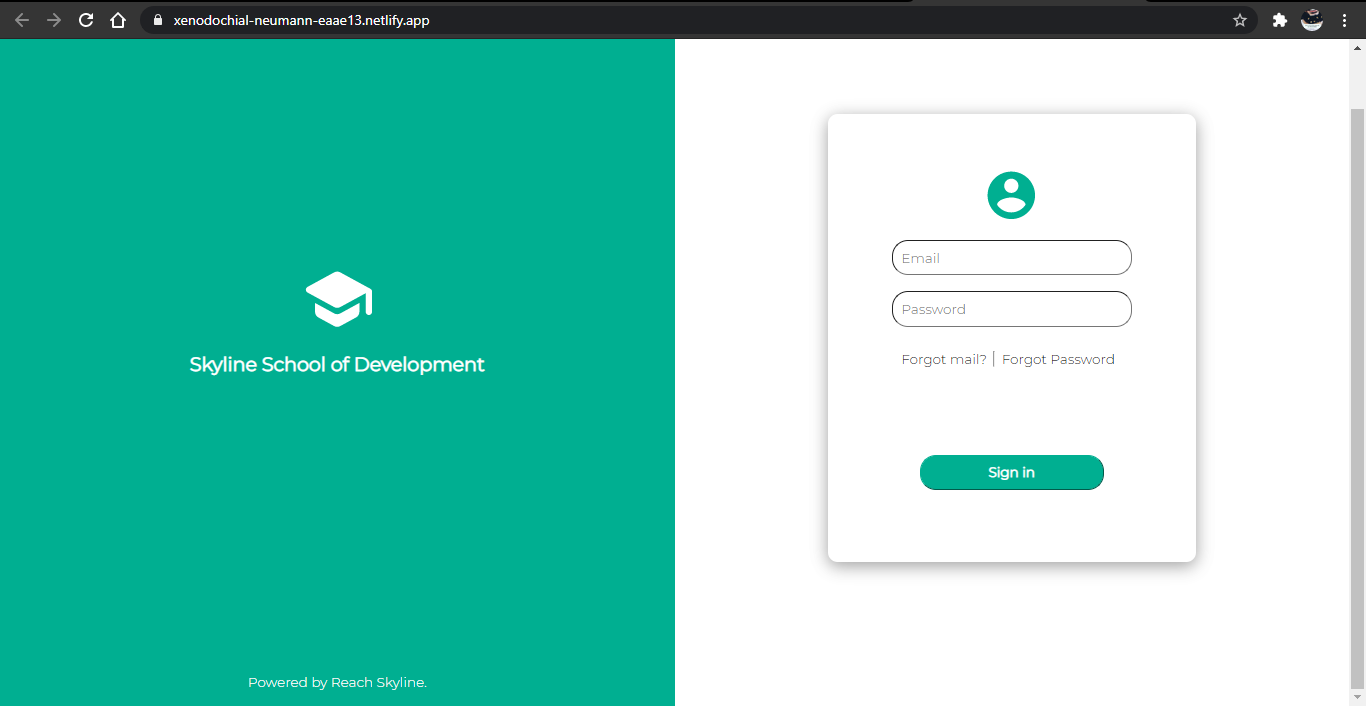 xenodochial-neumann-eaae13.netlify.app
Skyline School of Development
Powered by Reach Skyline.
Email
Password
Forgot mail? | Forgot Password
Sign in